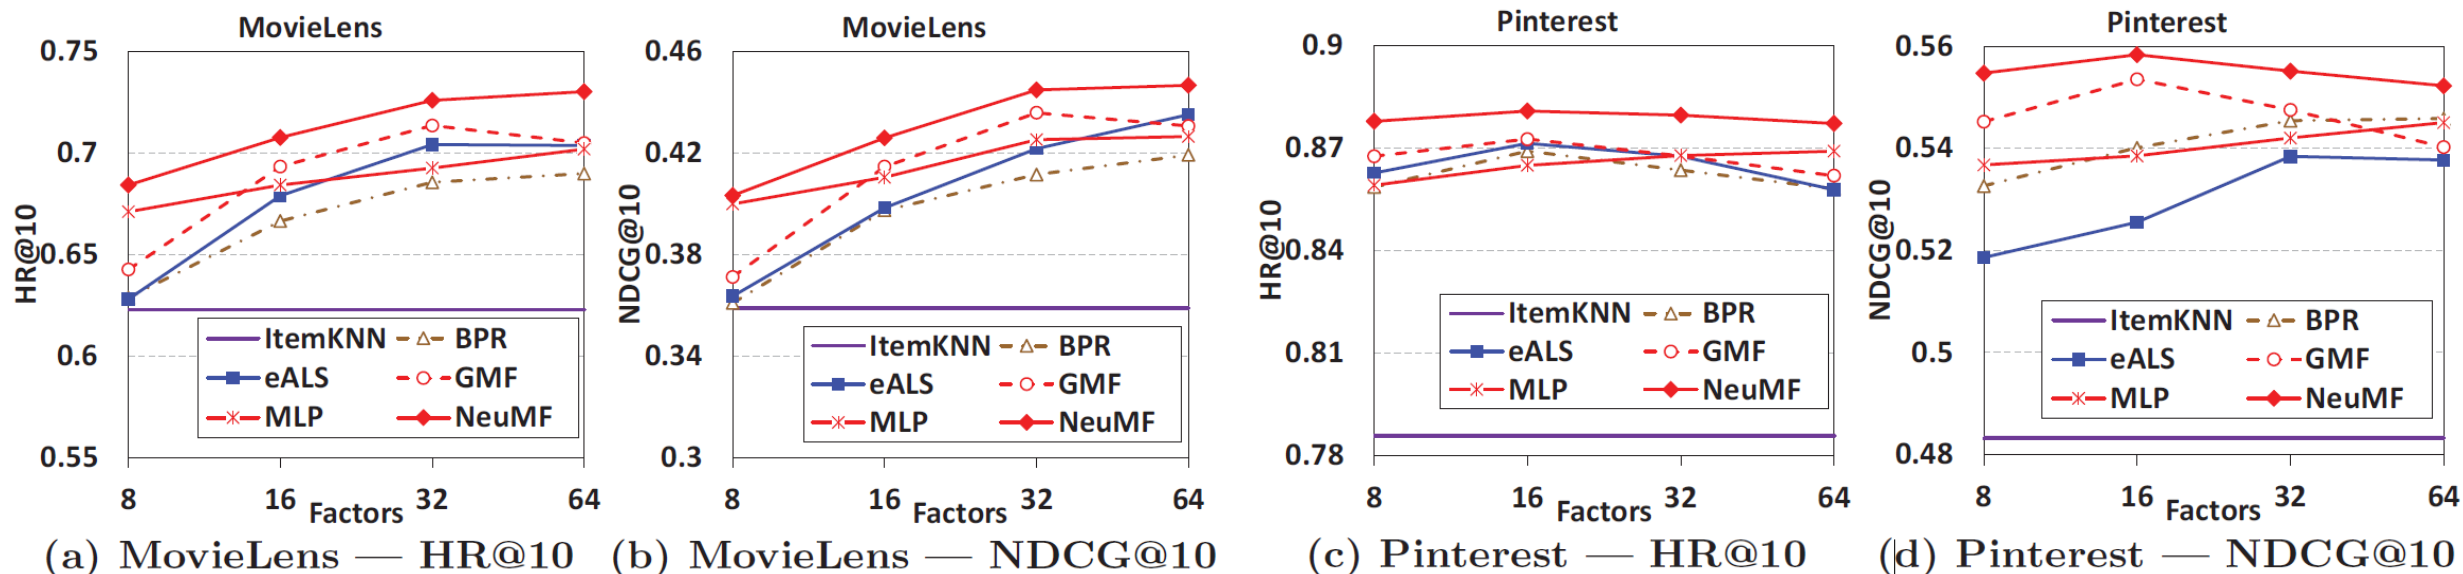 MovieLens
0.75
0.7
0.65
0.6
0.55
HR@10
ItemKNN BPR
eALS GMF
MLP NeuMF
8 16 32 64
Factors
(a) MovieLens — HR@10
MovieLens
0.46
0.42
0.38
0.34
0.3
NDCG@10
ItemKNN BPR
eALS GMF
MLP NeuMF
8 16 32 64
Factors
(b) MovieLens — NDCG@10
Pinterest
0.9
0.87
0.84
0.81
0.78
HR@10
ItemKNN BPR
eALS GMF
MLP NeuMF
8 16 32 64
Factors
(c) Pinterest — HR@10
Pinterest
0.56
0.54
0.52
0.5
0.48
NDCG@10
ItemKNN BPR
eALS GMF
MLP NeuMF
8 16 32 64
Factors
(d) Pinterest — NDCG@10